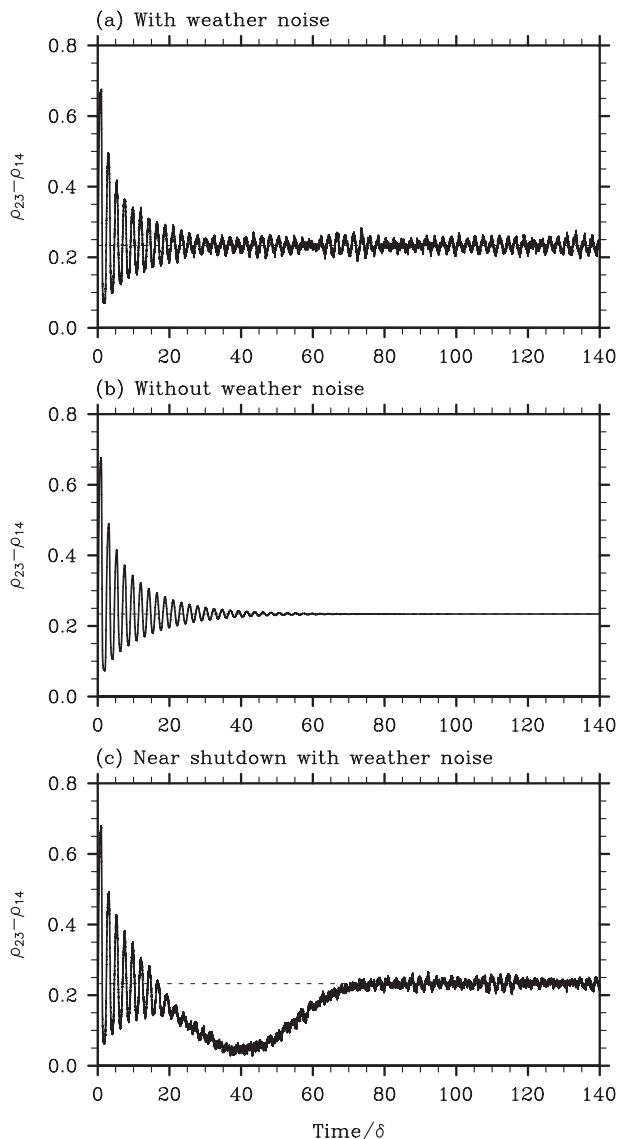 (a) With weather noise
0.8
0.6
0.4
0.2
0.0
ρ₂₃−ρ₁₄
0 20 40 60 80 100 120 140
(b) Without weather noise
0.8
0.6
0.4
0.2
0.0
ρ₂₃−ρ₁₄
0 20 40 60 80 100 120 140
(c) Near shutdown with weather noise
0.8
0.6
0.4
0.2
0.0
ρ₂₃−ρ₁₄
0 20 40 60 80 100 120 140
Time/δ